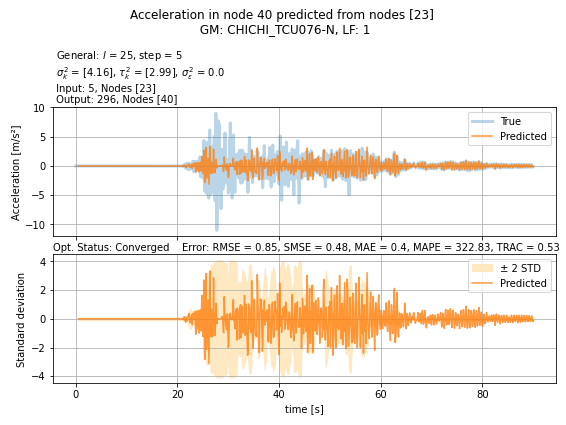 Acceleration in node 40 predicted from nodes [23]
GM: CHICHI_TCU076-N, LF: 1
General: l = 25, step = 5
σ²ₖ = [4.16], τ²ₖ = [2.99], σ²ε = 0.0
Input: 5, Nodes [23]
Output: 296, Nodes [40]
10
5
0
−5
−10
Acceleration [m/s²]
True
Predicted
Opt. Status: Converged Error: RMSE = 0.85, SMSE = 0.48, MAE = 0.4, MAPE = 322.83, TRAC = 0.53
4
2
0
−2
−4
Standard deviation
± 2 STD
Predicted
0 20 40 60 80
time [s]